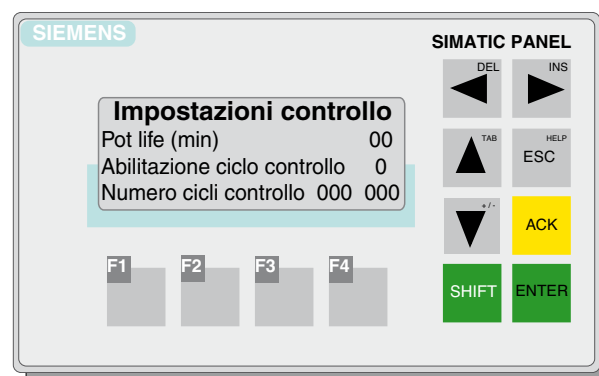 SIEMENS
SIMATIC PANEL
DEL
INS
Impostazioni controllo
Pot life (min) 00
Abilitazione ciclo controllo 0
Numero cicli controllo 000 000
TAB
HELP
ESC
+ / -
ACK
F1 F2 F3 F4
SHIFT ENTER